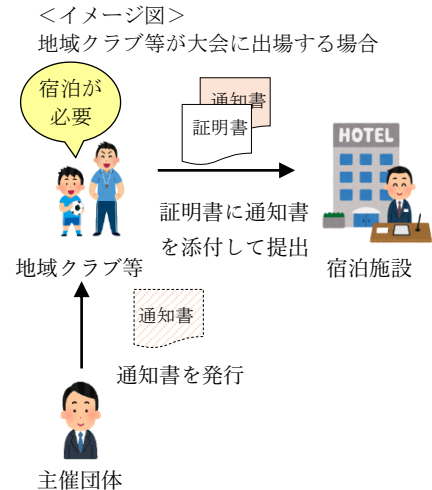 ＜イメージ図＞
地域クラブ等が大会に出場する場合
宿泊が
必要
通知書
証明書
HOTEL
証明書に通知書
を添付して提出
地域クラブ等
宿泊施設
通知書
通知書を発行
主催団体